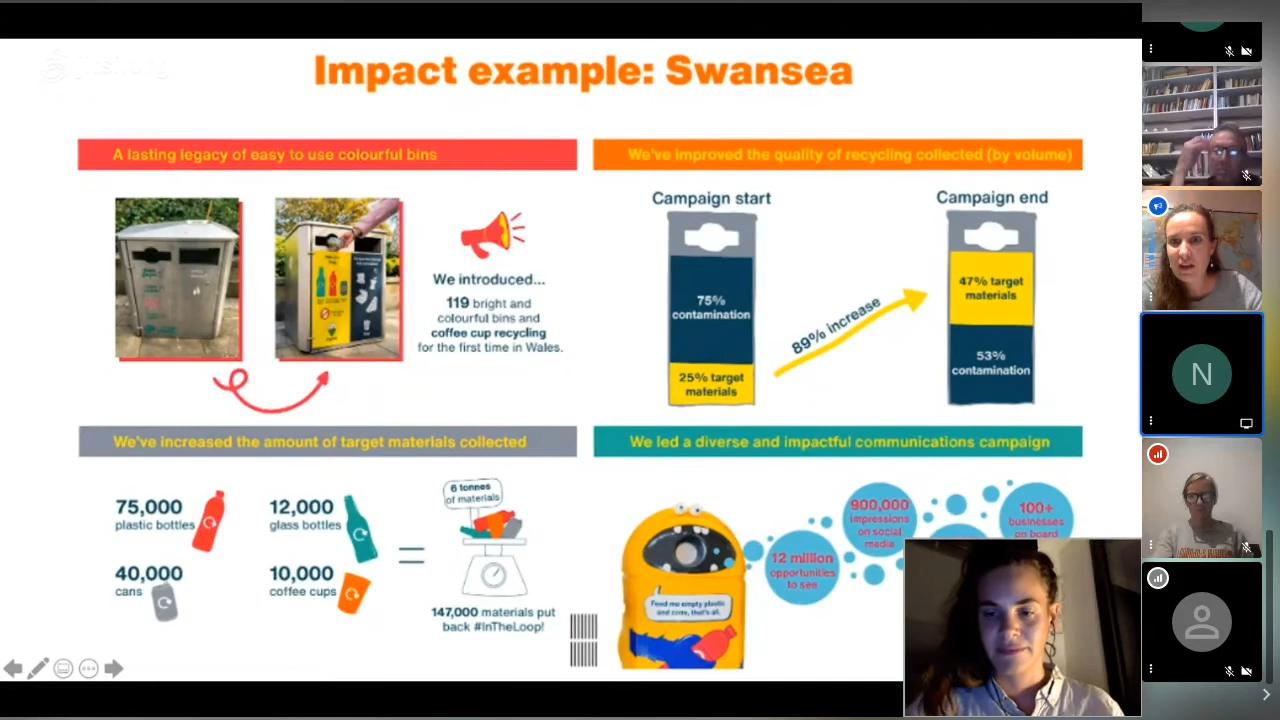 Impact example: Swansea
A lasting legacy of easy to use colourful bins
We introduced...
119 bright and
colourful bins and
coffee cup recycling
for the first time in Wales.
We've improved the quality of recycling collected (by volume)
Campaign start
75%
contamination
25% target
materials
89% increase
Campaign end
47% target
materials
53%
contamination
We've increased the amount of target materials collected
75,000
plastic bottles
12,000
glass bottles
40,000
cans
10,000
coffee cups
6 tonnes
of materials
147,000 materials put
back #InTheLoop!
We led a diverse and impactful communications campaign
Feed me empty plastic
and cans, that's all.
12 million
opportunities
to see
900,000
impressions
on social
media
100+
businesses
on board
N